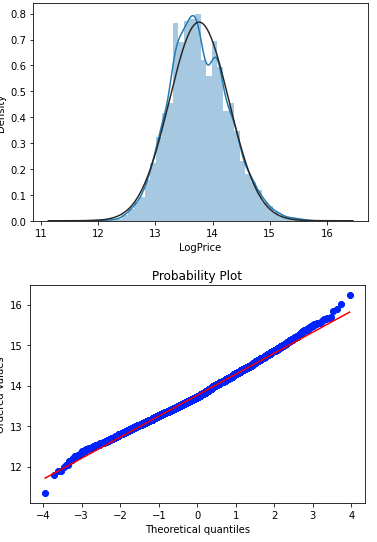 0.8
0.7
0.6
0.5
0.4
0.3
0.2
0.1
0.0
Density
11 12 13 14 15 16
LogPrice
Probability Plot
16
15
14
13
12
values
−4 −3 −2 −1 0 1 2 3 4
Theoretical quantiles